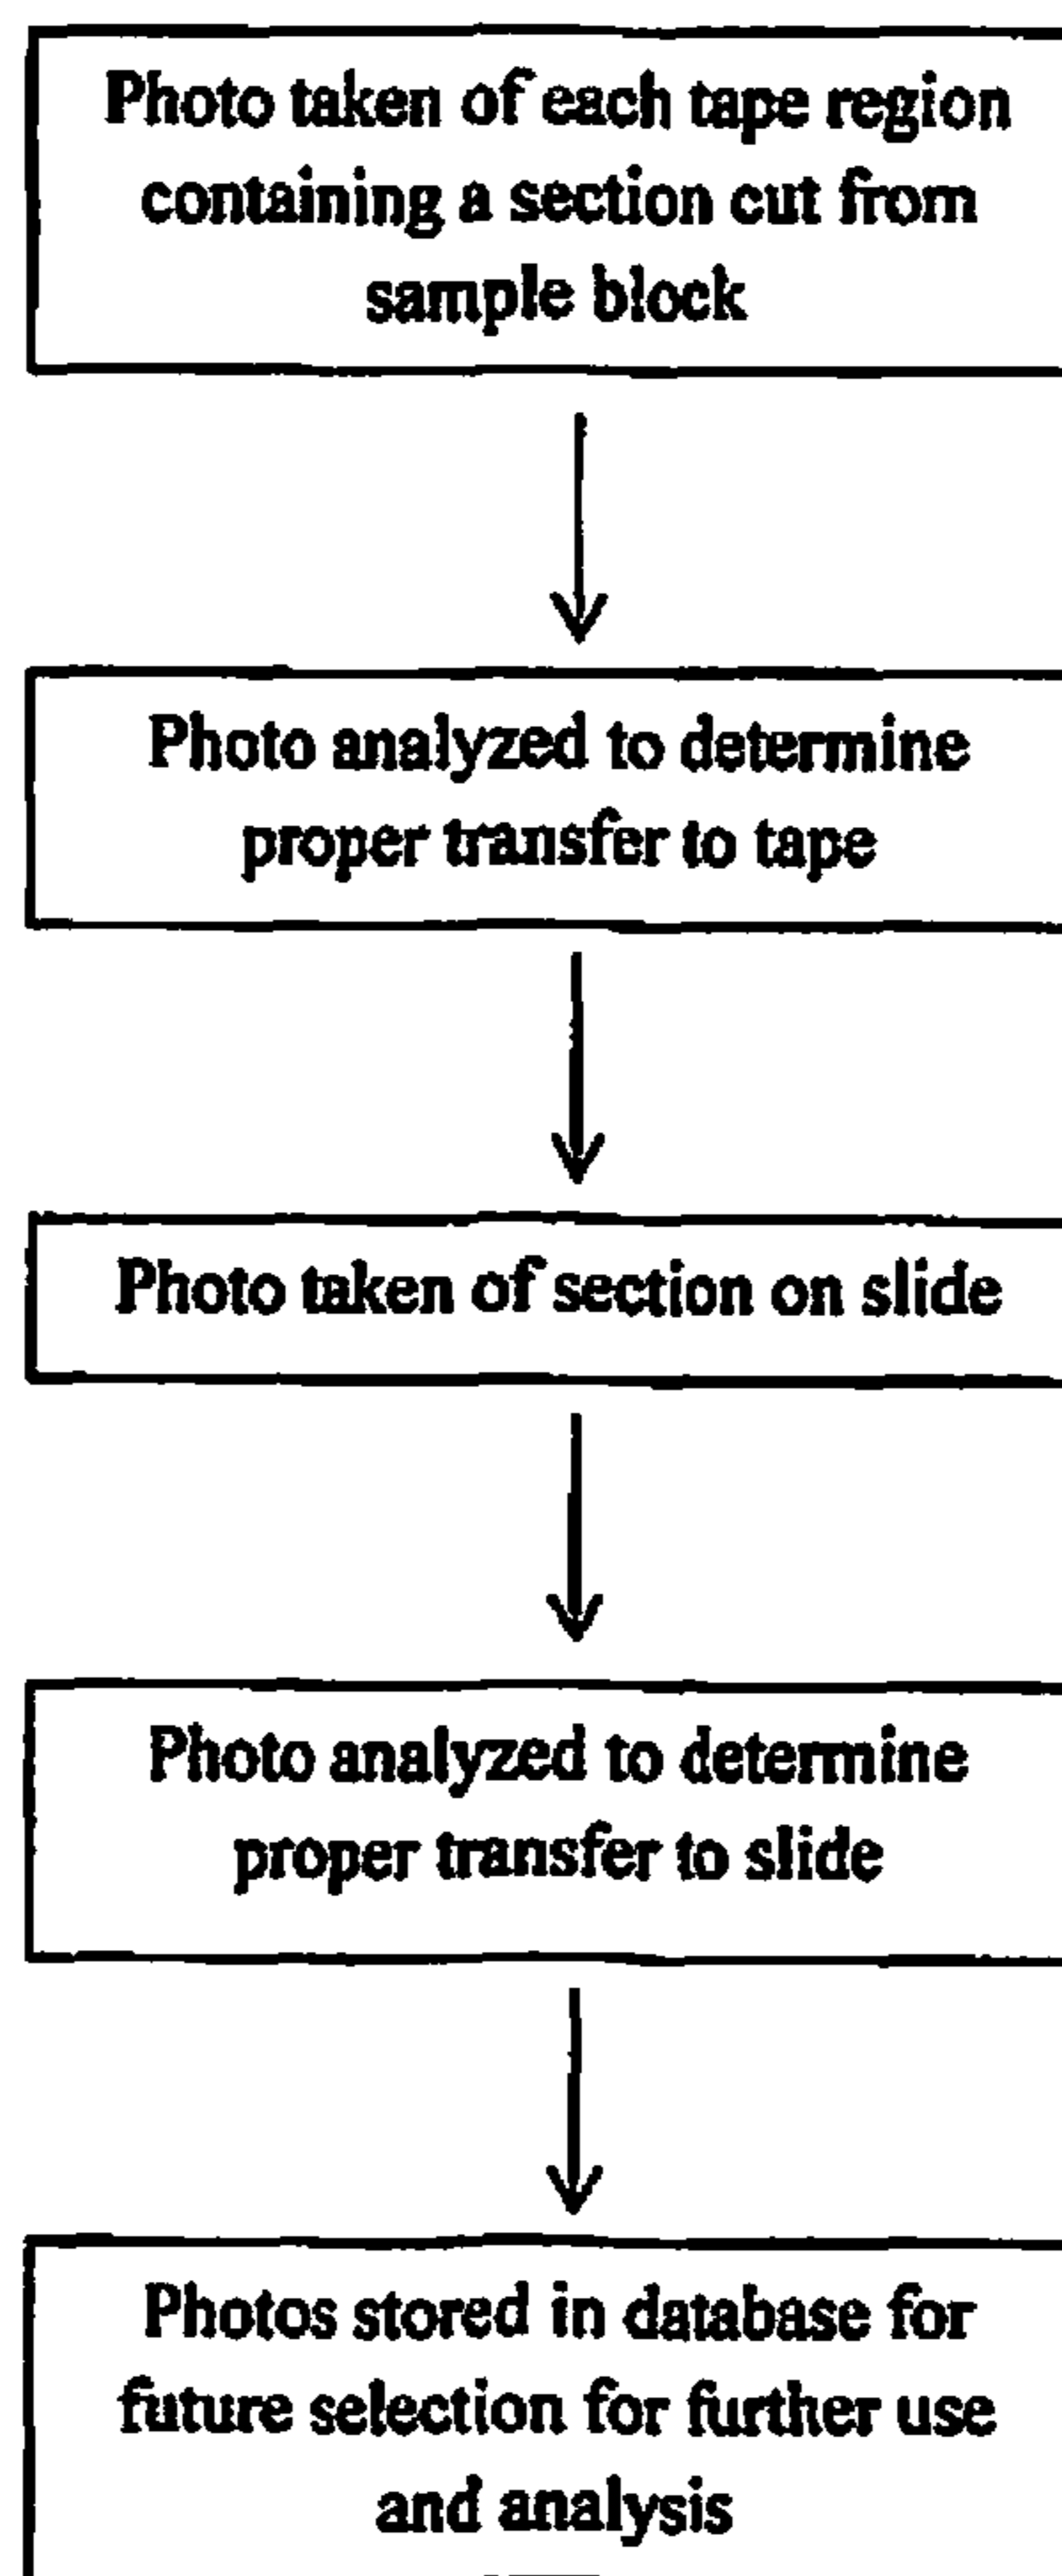 Photo taken of each tape region
containing a section cut from
sample block
Photo analyzed to determine
proper transfer to tape
Photo taken of section on slide
Photo analyzed to determine
proper transfer to slide
Photos stored in database for
future selection for further use
and analysis